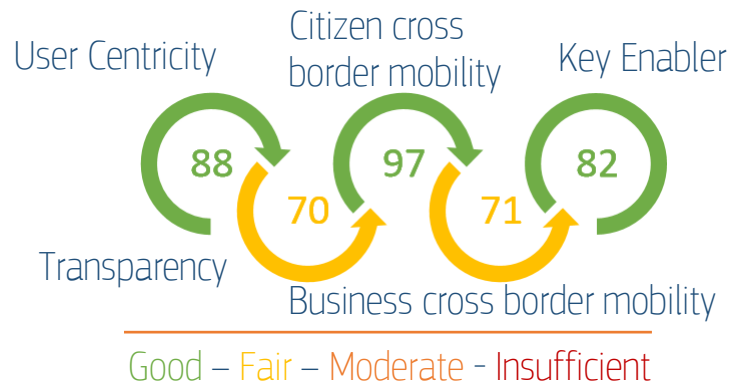 Citizen cross
border mobility
User Centricity
Key Enabler
88
97
82
70
71
Transparency
Business cross border mobility
Good – Fair – Moderate - Insufficient